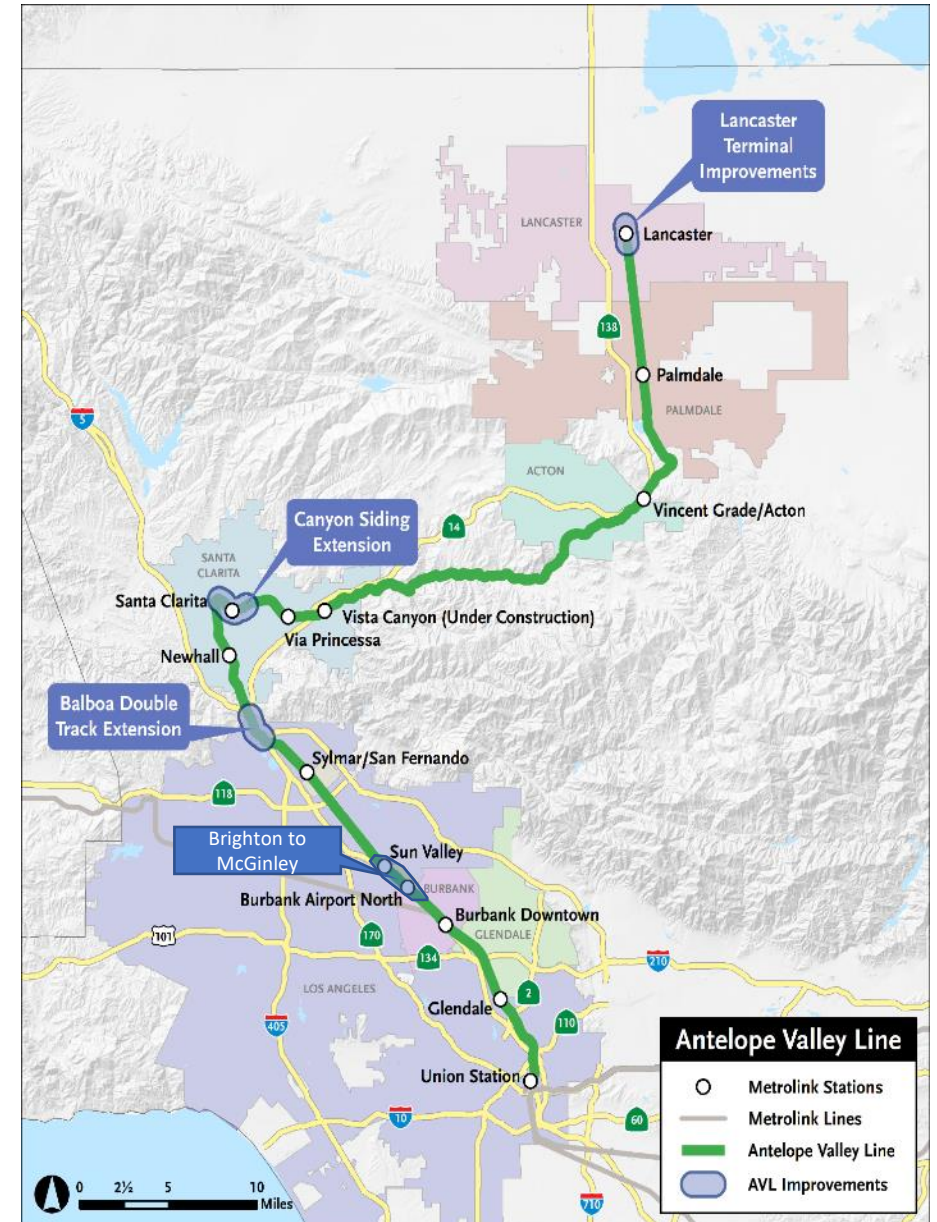 Lancaster
Terminal
Improvements
LANCASTER
Lancaster
138
Palmdale
PALMDALE
5
ACTON
Vincent Grade/Acton
Canyon Siding
Extension
14
SANTA
CLARITA
Santa Clarita
Vista Canyon (Under Construction)
Via Princessa
Newhall
Balboa Double
Track Extension
Sylmar/San Fernando
118
Brighton to
McGinley
Sun Valley
BURBANK
Burbank Airport North
Burbank Downtown
GLENDALE
101
170
134
210
LOS ANGELES
2
Glendale
405
110
Union Station
10
60
710
Antelope Valley Line
Metrolink Stations
Metrolink Lines
Antelope Valley Line
AVL Improvements
0 2½ 5 10
Miles